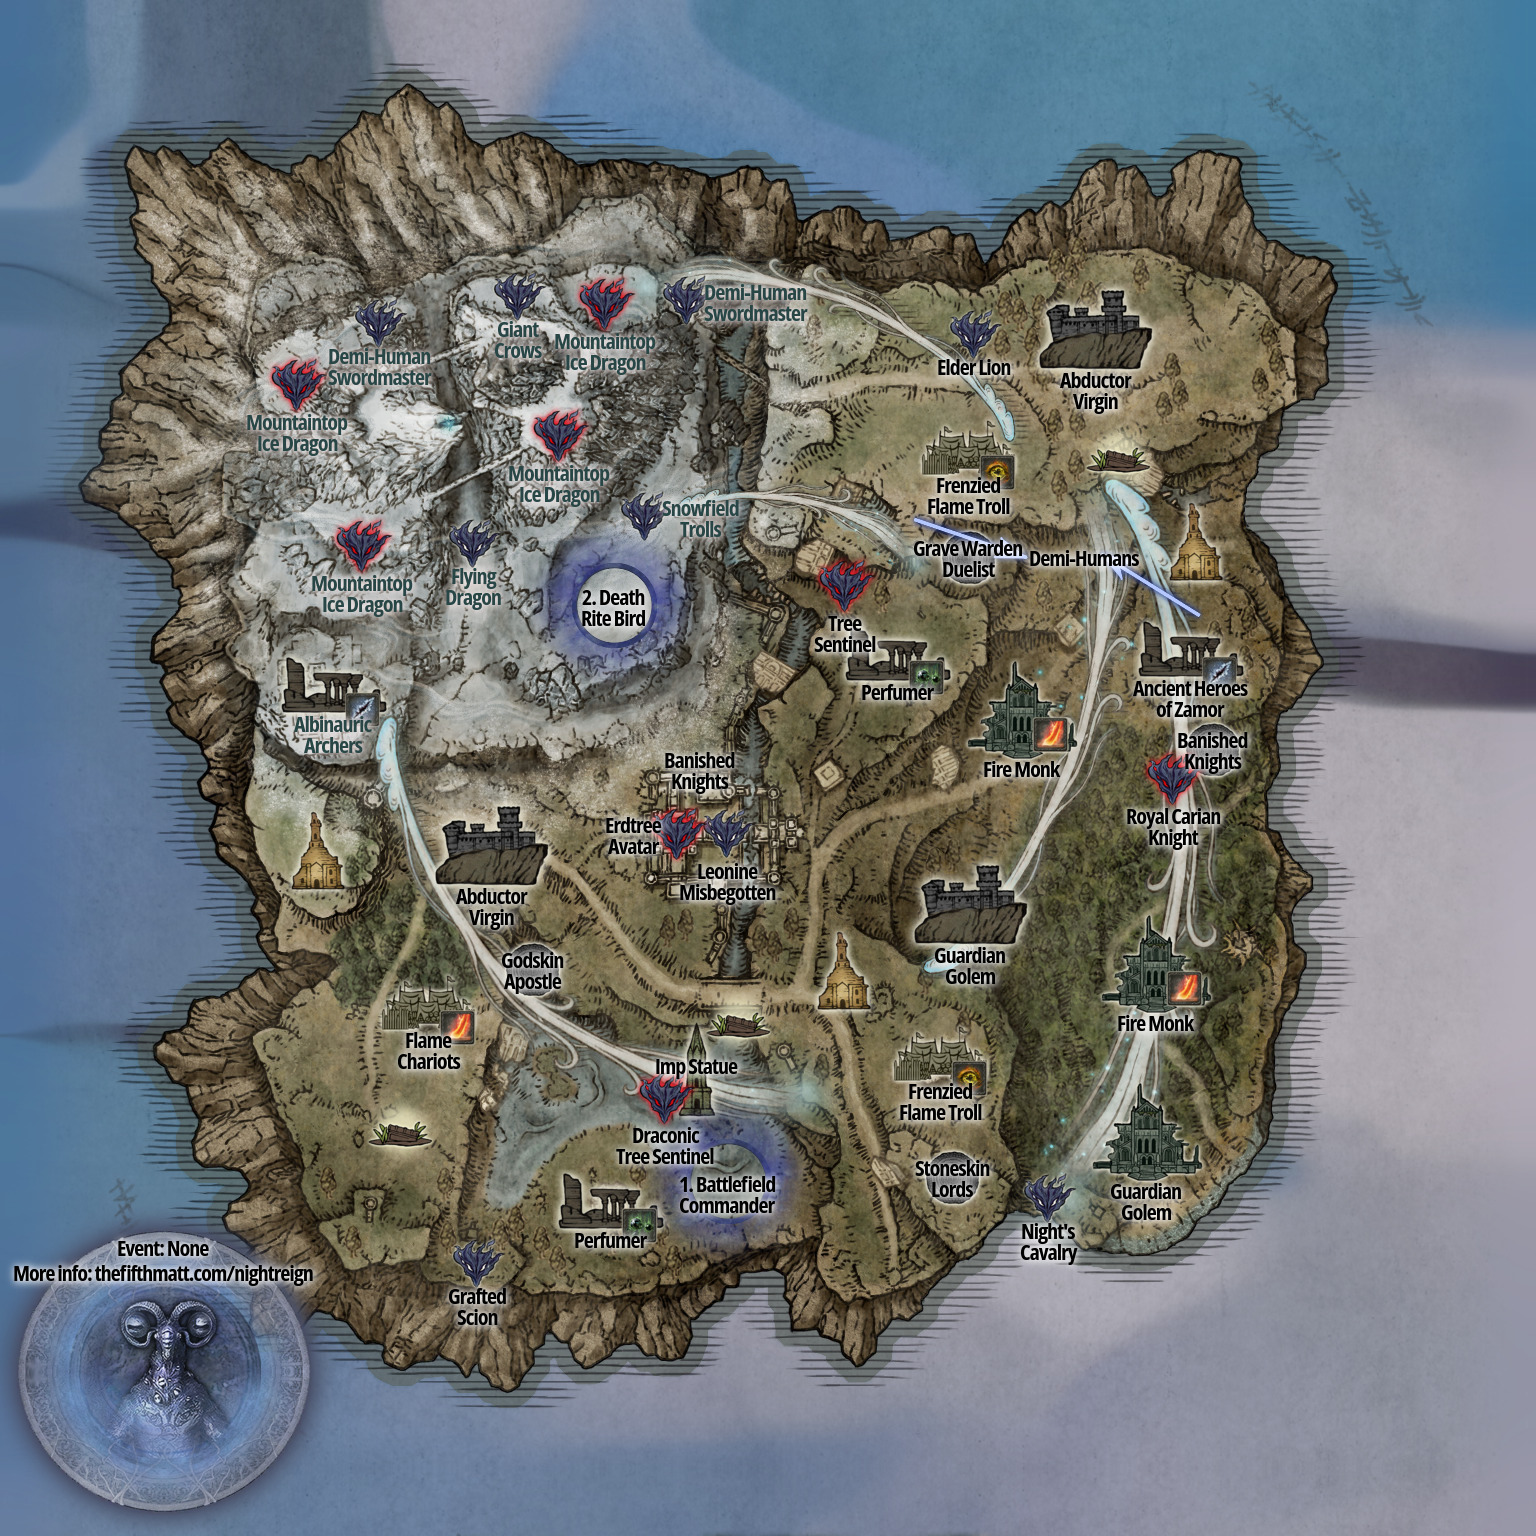 Demi-Human
Swordmaster
Giant
Crows
Mountaintop
Ice Dragon
Demi-Human
Swordmaster
Mountaintop
Ice Dragon
Elder Lion
Abductor
Virgin
Mountaintop
Ice Dragon
Frenzied
Flame Troll
Snowfield
Trolls
Mountaintop
Ice Dragon
Flying
Dragon
Grave Warden
Duelist
Demi-Humans
2. Death
Rite Bird
Tree
Sentinel
Perfumer
Ancient Heroes
of Zamor
Albinauric
Archers
Banished
Knights
Fire Monk
Banished
Knights
Erdtree
Avatar
Leonine
Misbegotten
Royal Carian
Knight
Abductor
Virgin
Godskin
Apostle
Guardian
Golem
Fire Monk
Flame
Chariots
Imp Statue
Frenzied
Flame Troll
Draconic
Tree Sentinel
1. Battlefield
Commander
Stoneskin
Lords
Guardian
Golem
Perfumer
Night's
Cavalry
Grafted
Scion
Event: None
More info: thefifthmatt.com/nightreign